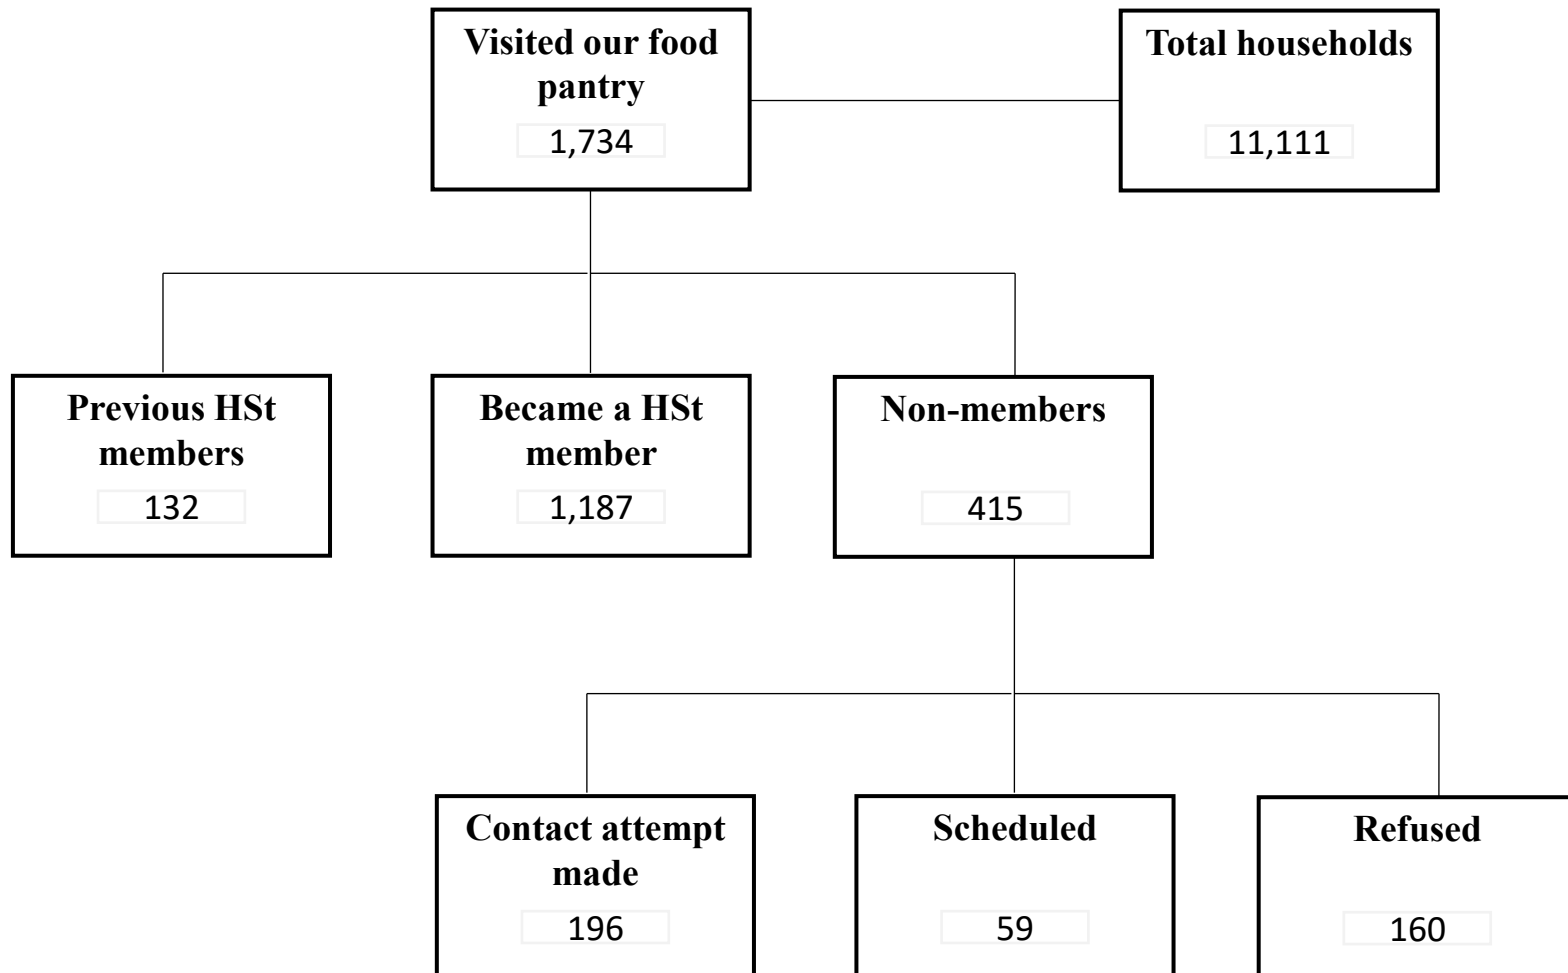 Visited our food
pantry
1,734
Total households
11,111
Previous HSt
members
132
Became a HSt
member
1,187
Non-members
415
Contact attempt
made
196
Scheduled
59
Refused
160